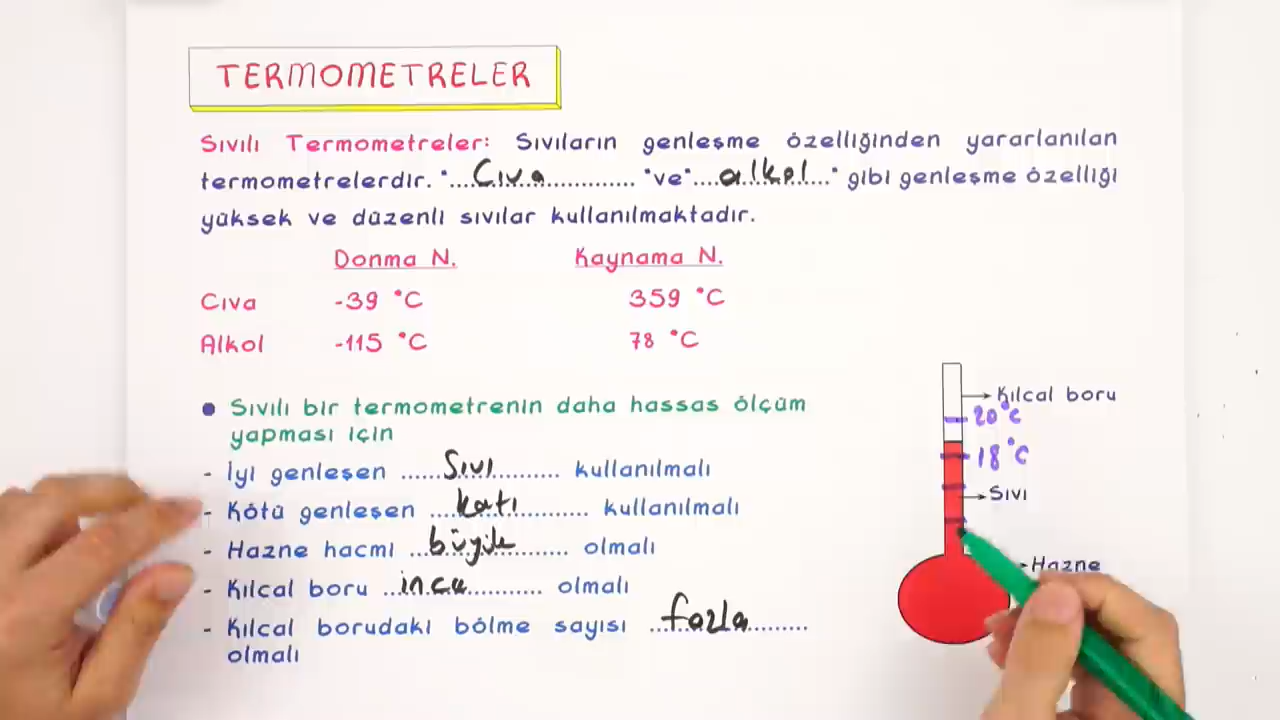 TERMOMETRELER
Sıvılı Termometreler: Sıvıların genleşme özelliğinden yararlanılan
termometrelerdir. "....Cıva............" "ve"....alkol....." gibi genleşme özelliği
yüksek ve düzenli sıvılar kullanılmaktadır.
Donma N. Kaynama N.
Cıva -39 °C 359 °C
Alkol -115 °C 78 °C
● Sıvılı bir termometrenin daha hassas ölçüm
yapması için
- İyi genleşen ......Sıvı......... kullanılmalı
- Kötü genleşen ....katı.......... kullanılmalı
- Hazne hacmi ...büyük....... olmalı
- Kılcal boru ...ince.......... olmalı
- Kılcal borudaki bölme sayısı ...fazla........
olmalı
Kılcal boru
20°C
18°C
Sıvı
Hazne